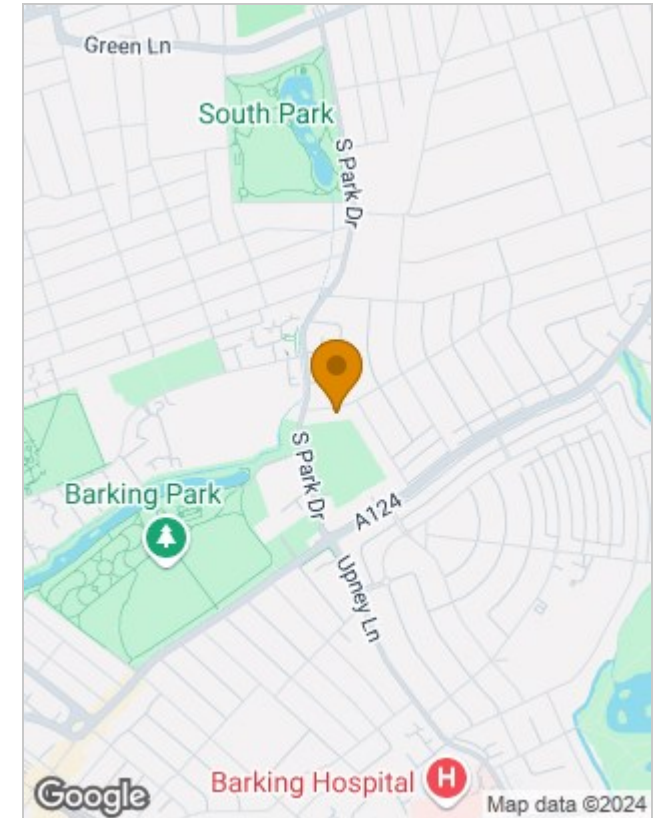 Green Ln
South Park
S Park Dr
S Park Dr
Barking Park
A124
Upney Ln
Barking Hospital
H
Google
Map data ©2024